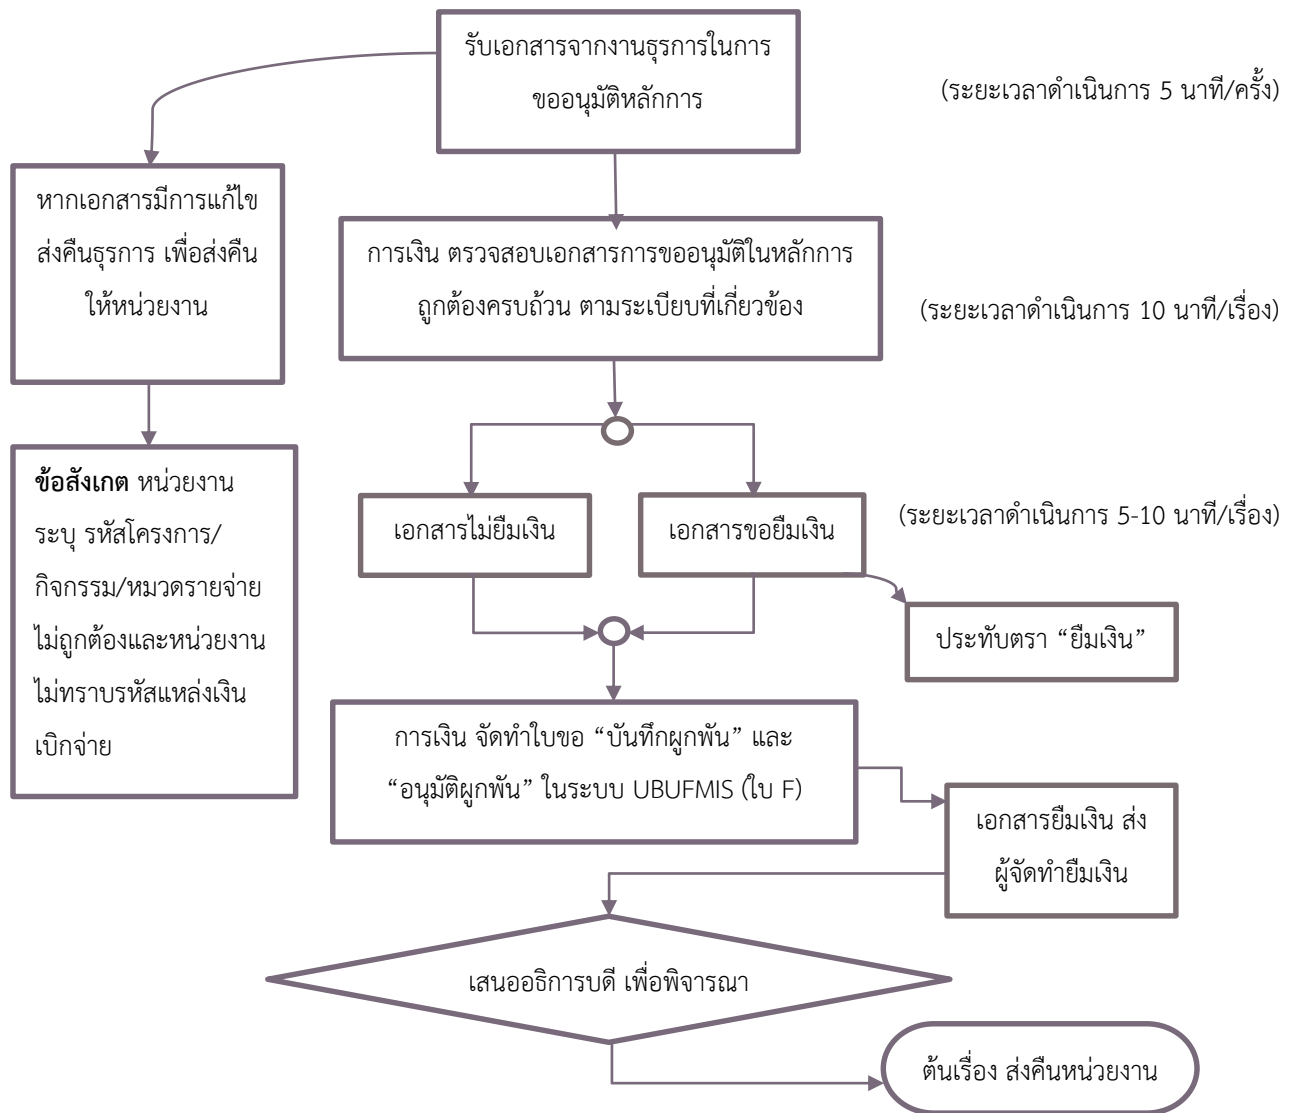 รับเอกสารจากงานธุรการในการ
ขออนุมัติหลักการ
(ระยะเวลาดำเนินการ 5 นาที/ครั้ง)
หากเอกสารมีการแก้ไข
ส่งคืนธุรการ เพื่อส่งคืน
ให้หน่วยงาน
การเงิน ตรวจสอบเอกสารการขออนุมัติในหลักการ
ถูกต้องครบถ้วน ตามระเบียบที่เกี่ยวข้อง
(ระยะเวลาดำเนินการ 10 นาที/เรื่อง)
ข้อสังเกต หน่วยงาน
ระบุ รหัสโครงการ/
กิจกรรม/หมวดรายจ่าย
ไม่ถูกต้องและหน่วยงาน
ไม่ทราบรหัสแหล่งเงิน
เบิกจ่าย
เอกสารไม่ยืมเงิน
เอกสารขอยืมเงิน
(ระยะเวลาดำเนินการ 5-10 นาที/เรื่อง)
ประทับตรา “ยืมเงิน”
การเงิน จัดทำใบขอ “บันทึกผูกพัน” และ
“อนุมัติผูกพัน” ในระบบ UBUFMIS (ใบ F)
เอกสารยืมเงิน ส่ง
ผู้จัดทำยืมเงิน
เสนออธิการบดี เพื่อพิจารณา
ต้นเรื่อง ส่งคืนหน่วยงาน